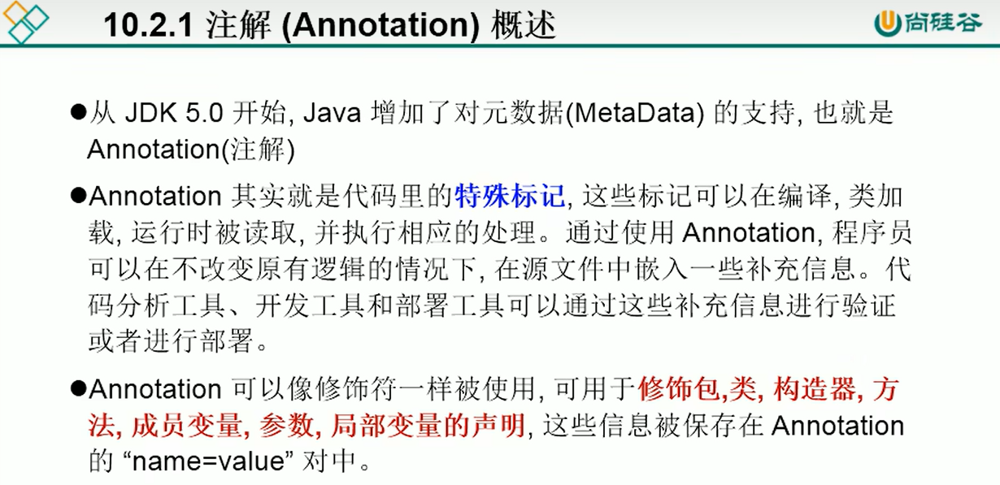 10.2.1 注解 (Annotation) 概述
尚硅谷
●从 JDK 5.0 开始, Java 增加了对元数据(MetaData) 的支持, 也就是
Annotation(注解)
●Annotation 其实就是代码里的特殊标记, 这些标记可以在编译, 类加
载, 运行时被读取, 并执行相应的处理。通过使用 Annotation, 程序员
可以在不改变原有逻辑的情况下, 在源文件中嵌入一些补充信息。代
码分析工具、开发工具和部署工具可以通过这些补充信息进行验证
或者进行部署。
●Annotation 可以像修饰符一样被使用, 可用于修饰包,类, 构造器, 方
法, 成员变量, 参数, 局部变量的声明, 这些信息被保存在 Annotation
的 “name=value” 对中。